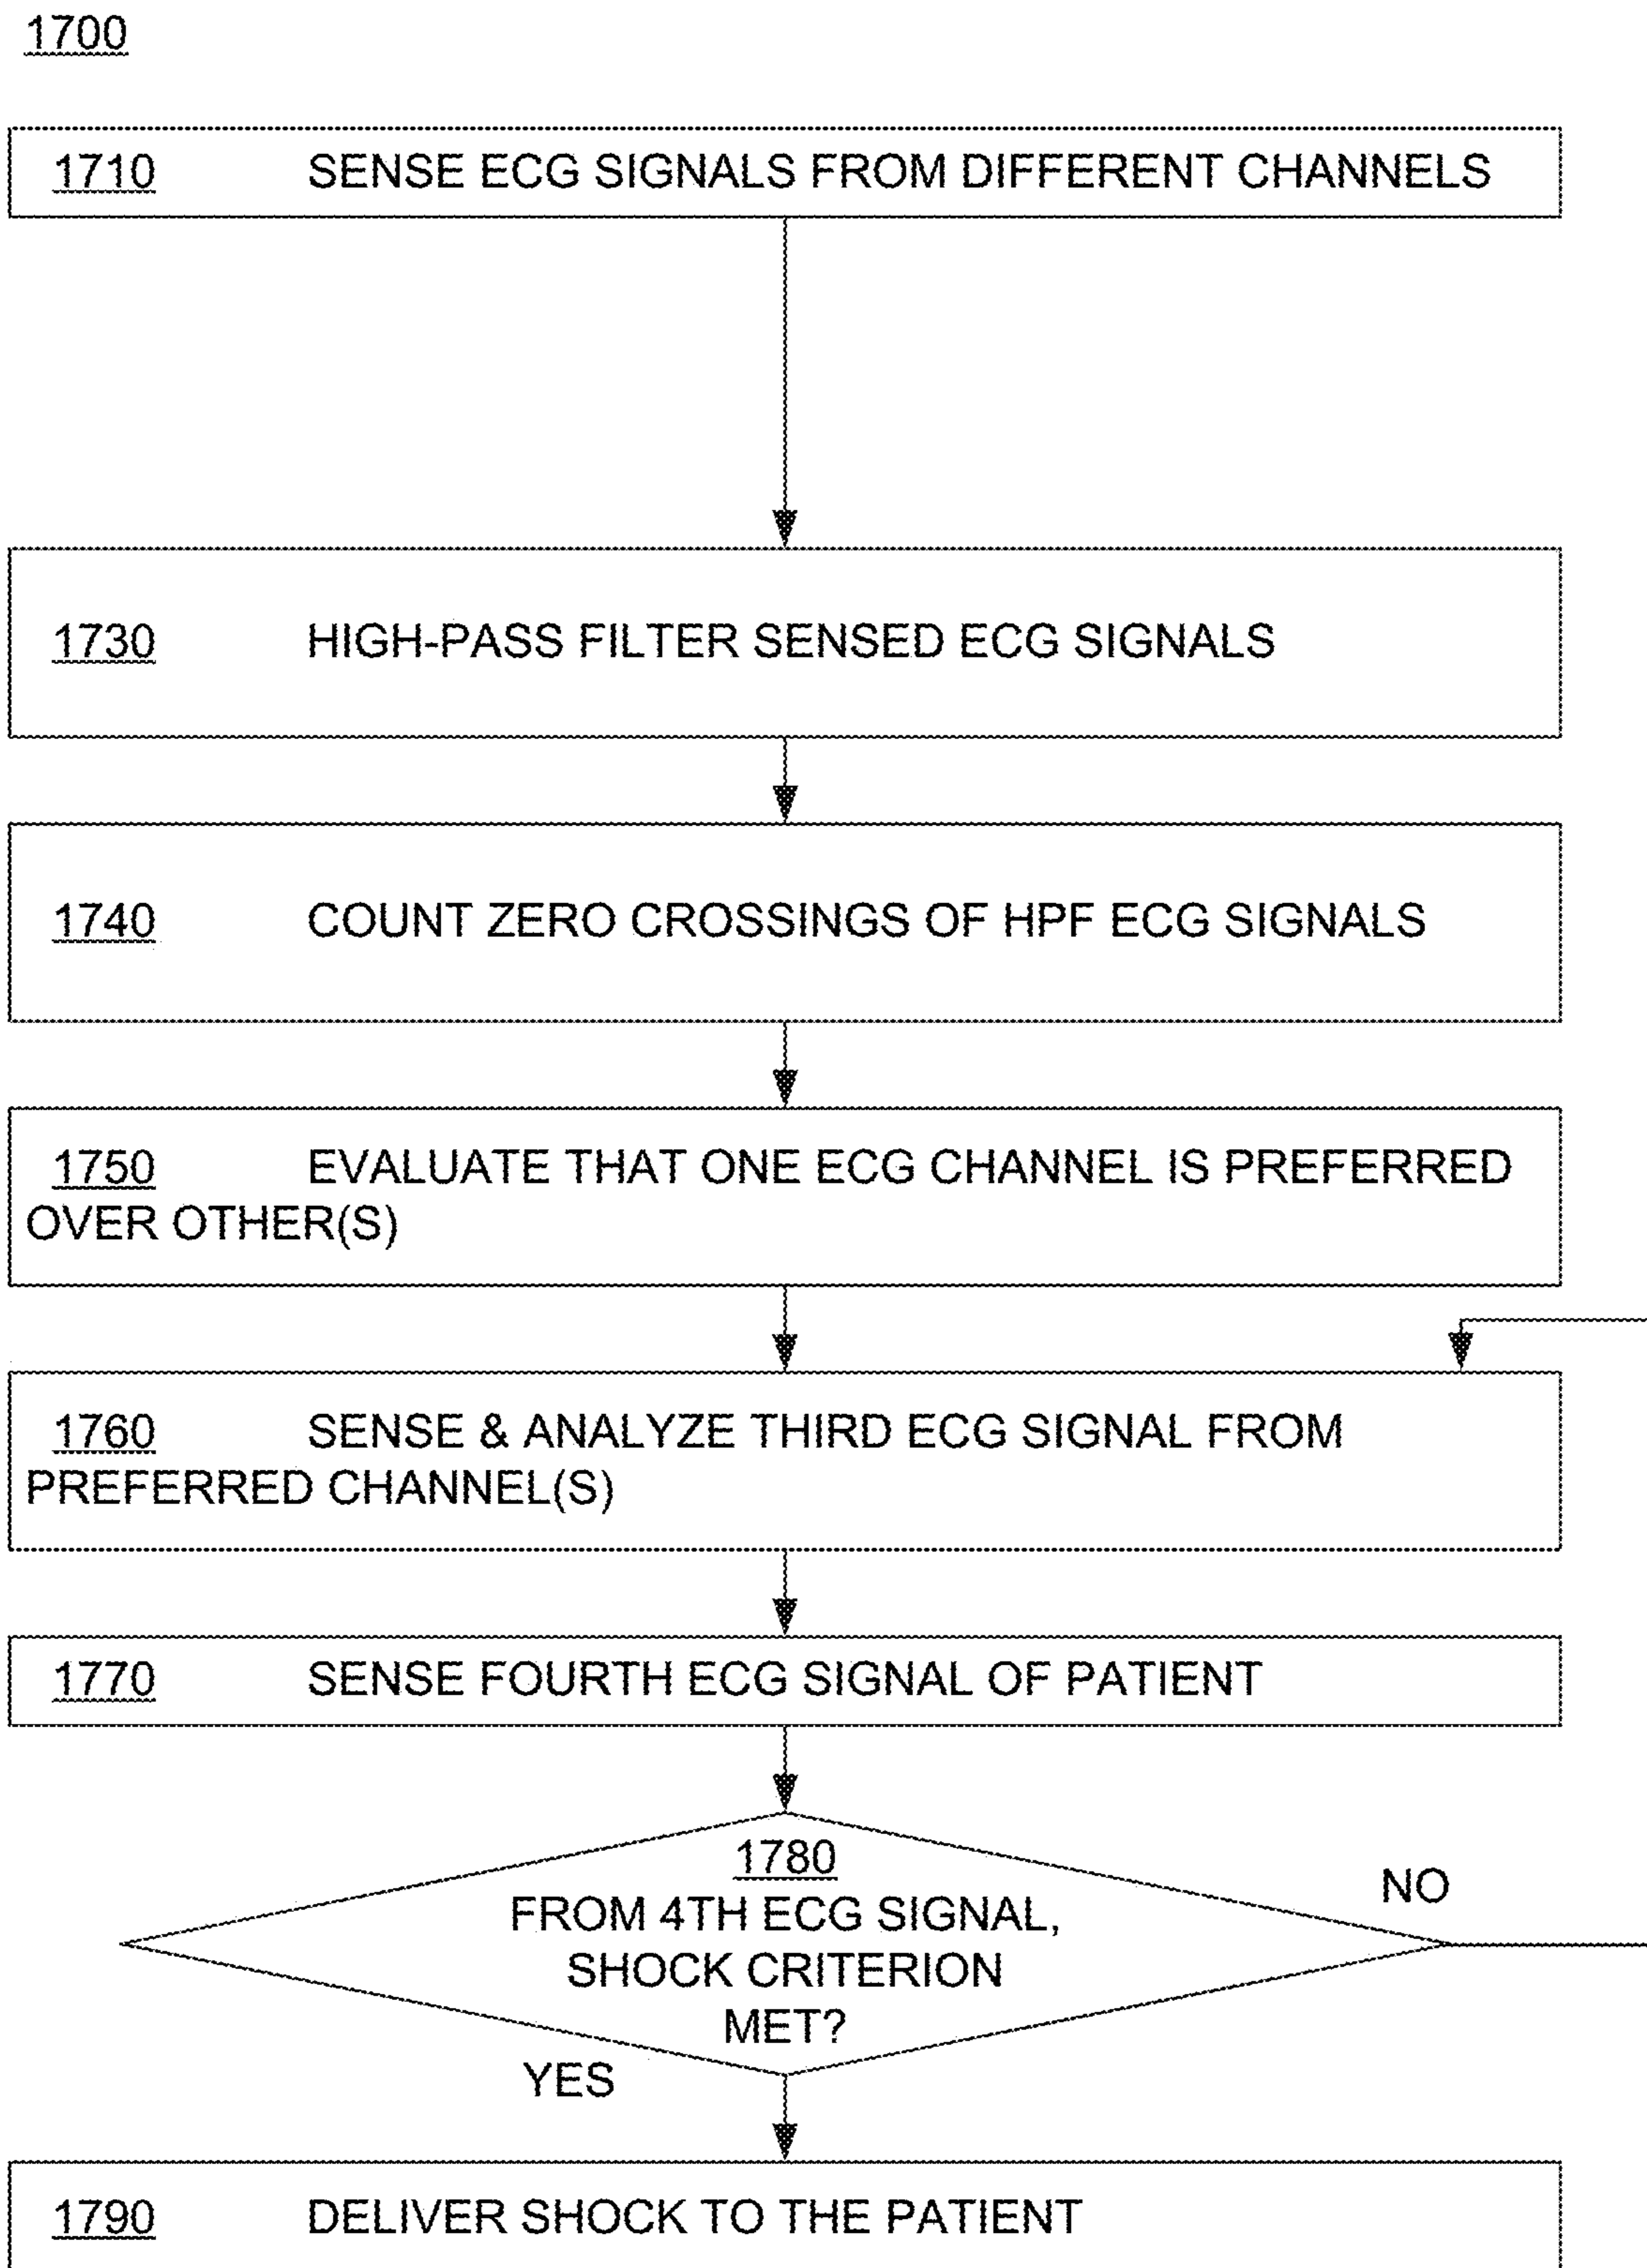 1700
1710 SENSE ECG SIGNALS FROM DIFFERENT CHANNELS
1730 HIGH-PASS FILTER SENSED ECG SIGNALS
1740 COUNT ZERO CROSSINGS OF HPF ECG SIGNALS
1750 EVALUATE THAT ONE ECG CHANNEL IS PREFERRED
OVER OTHER(S)
1760 SENSE & ANALYZE THIRD ECG SIGNAL FROM
PREFERRED CHANNEL(S)
1770 SENSE FOURTH ECG SIGNAL OF PATIENT
1780
NO
FROM 4TH ECG SIGNAL,
SHOCK CRITERION
MET?
YES
1790 DELIVER SHOCK TO THE PATIENT